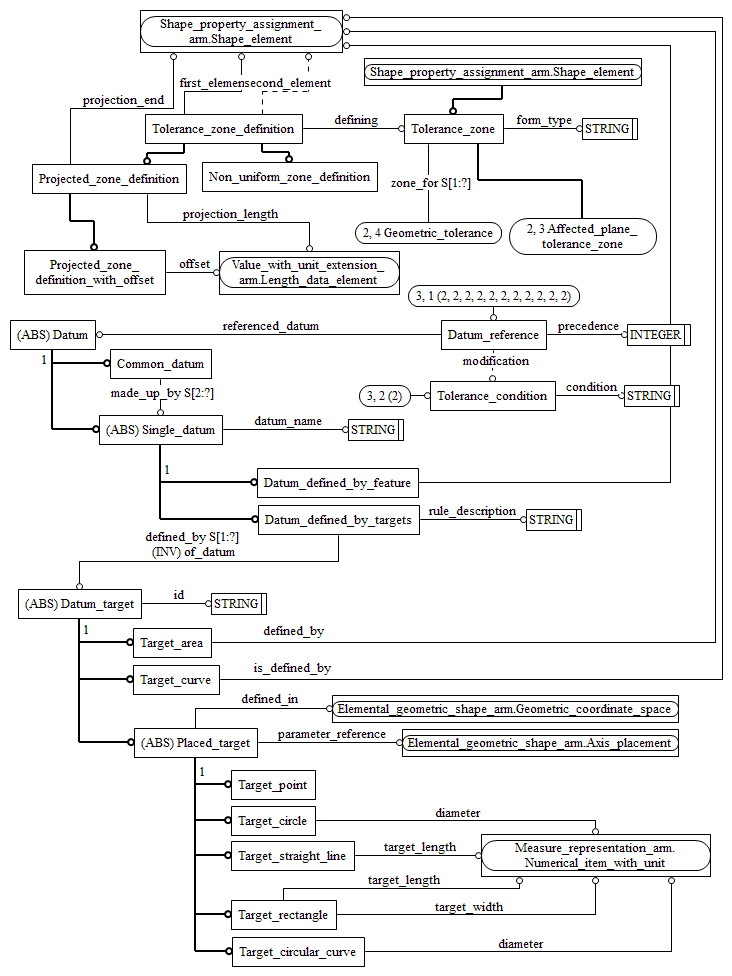 Shape_property_assignment_
arm.Shape_element
first_elemensecond_element
Shape_property_assignment_arm.Shape_element
projection_end
Tolerance_zone_definition
defining
Tolerance_zone
form_type
STRING
Projected_zone_definition
Non_uniform_zone_definition
zone_for S[1:?]
projection_length
2, 4 Geometric_tolerance
2, 3 Affected_plane_
tolerance_zone
Projected_zone_
definition_with_offset
offset
Value_with_unit_extension_
arm.Length_data_element
3, 1 (2, 2, 2, 2, 2, 2, 2, 2, 2, 2, 2)
(ABS) Datum
referenced_datum
Datum_reference
precedence
INTEGER
1
Common_datum
modification
made_up_by S[2:?]
3, 2 (2)
Tolerance_condition
condition
STRING
(ABS) Single_datum
datum_name
STRING
1
Datum_defined_by_feature
Datum_defined_by_targets
rule_description
STRING
defined_by S[1:?]
(INV) of_datum
(ABS) Datum_target
id
STRING
1
Target_area
defined_by
Target_curve
is_defined_by
defined_in
Elemental_geometric_shape_arm.Geometric_coordinate_space
(ABS) Placed_target
parameter_reference
Elemental_geometric_shape_arm.Axis_placement
1
Target_point
Target_circle
diameter
Target_straight_line
target_length
Measure_representation_arm.
Numerical_item_with_unit
target_length
Target_rectangle
target_width
Target_circular_curve
diameter